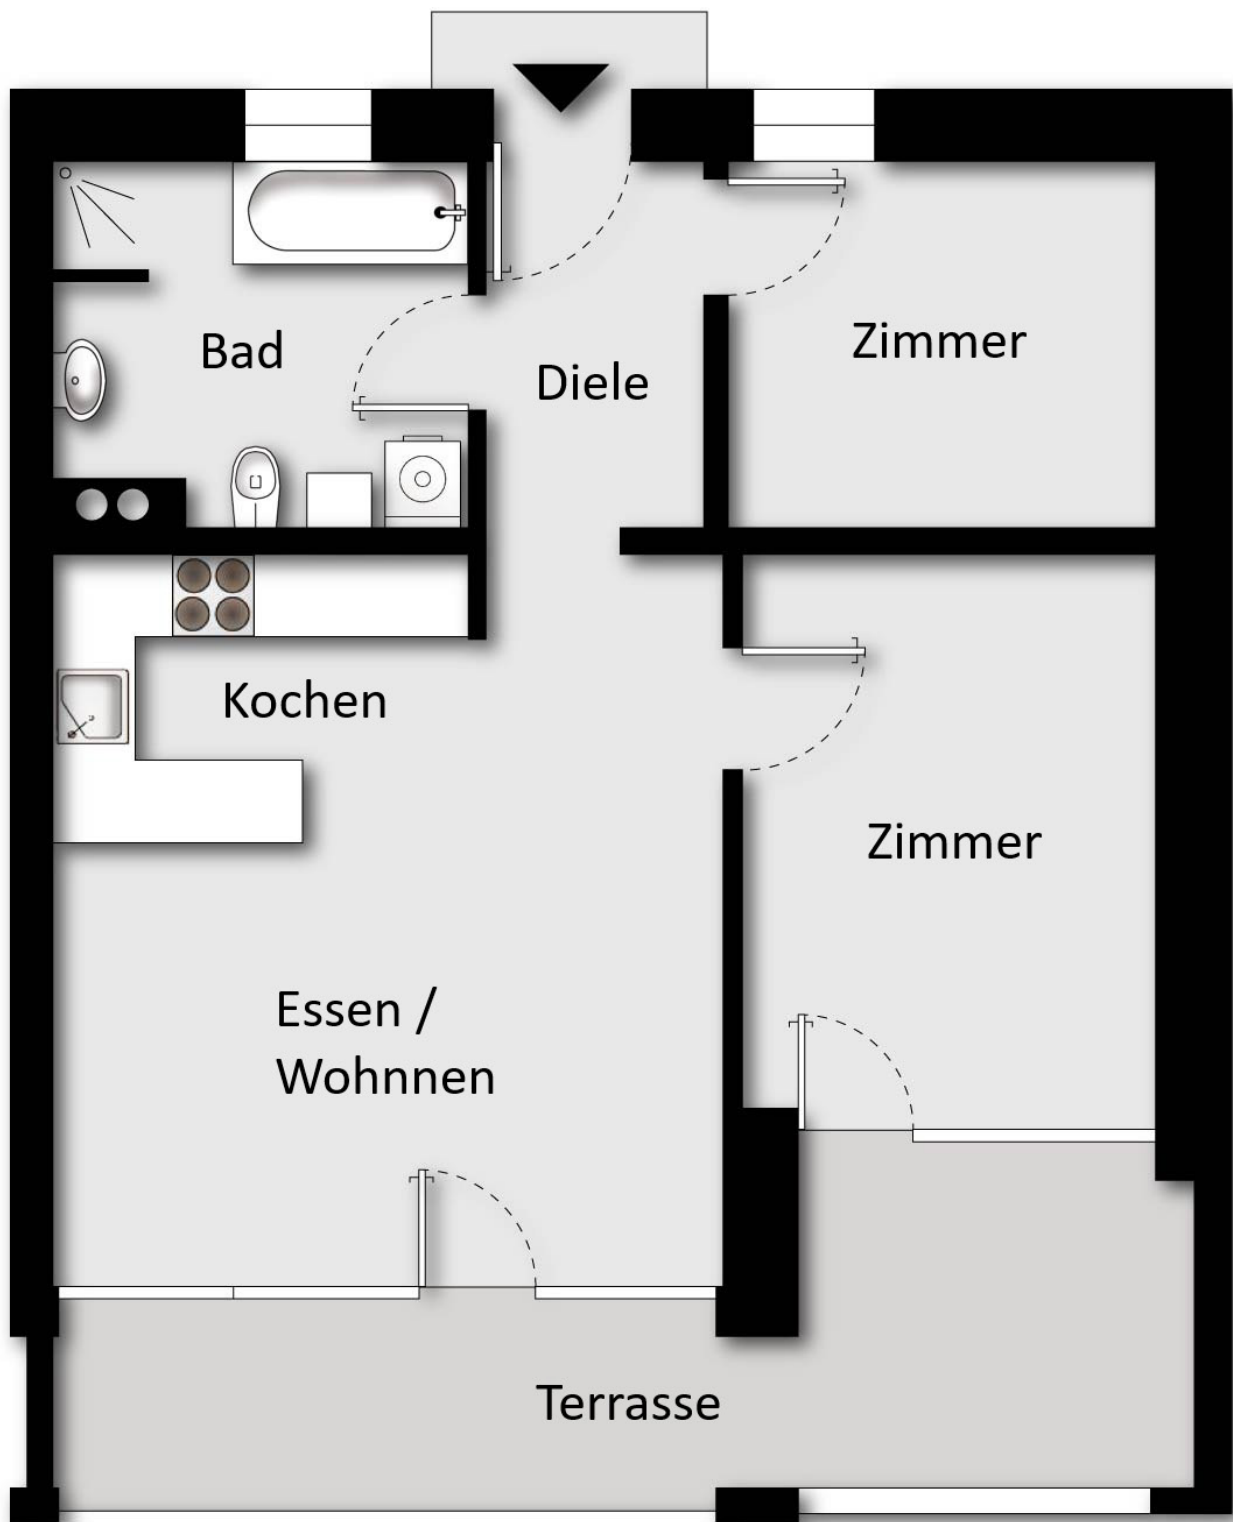 Bad
Diele
Zimmer
Kochen
Zimmer
Essen /
Wohnnen
Terrasse